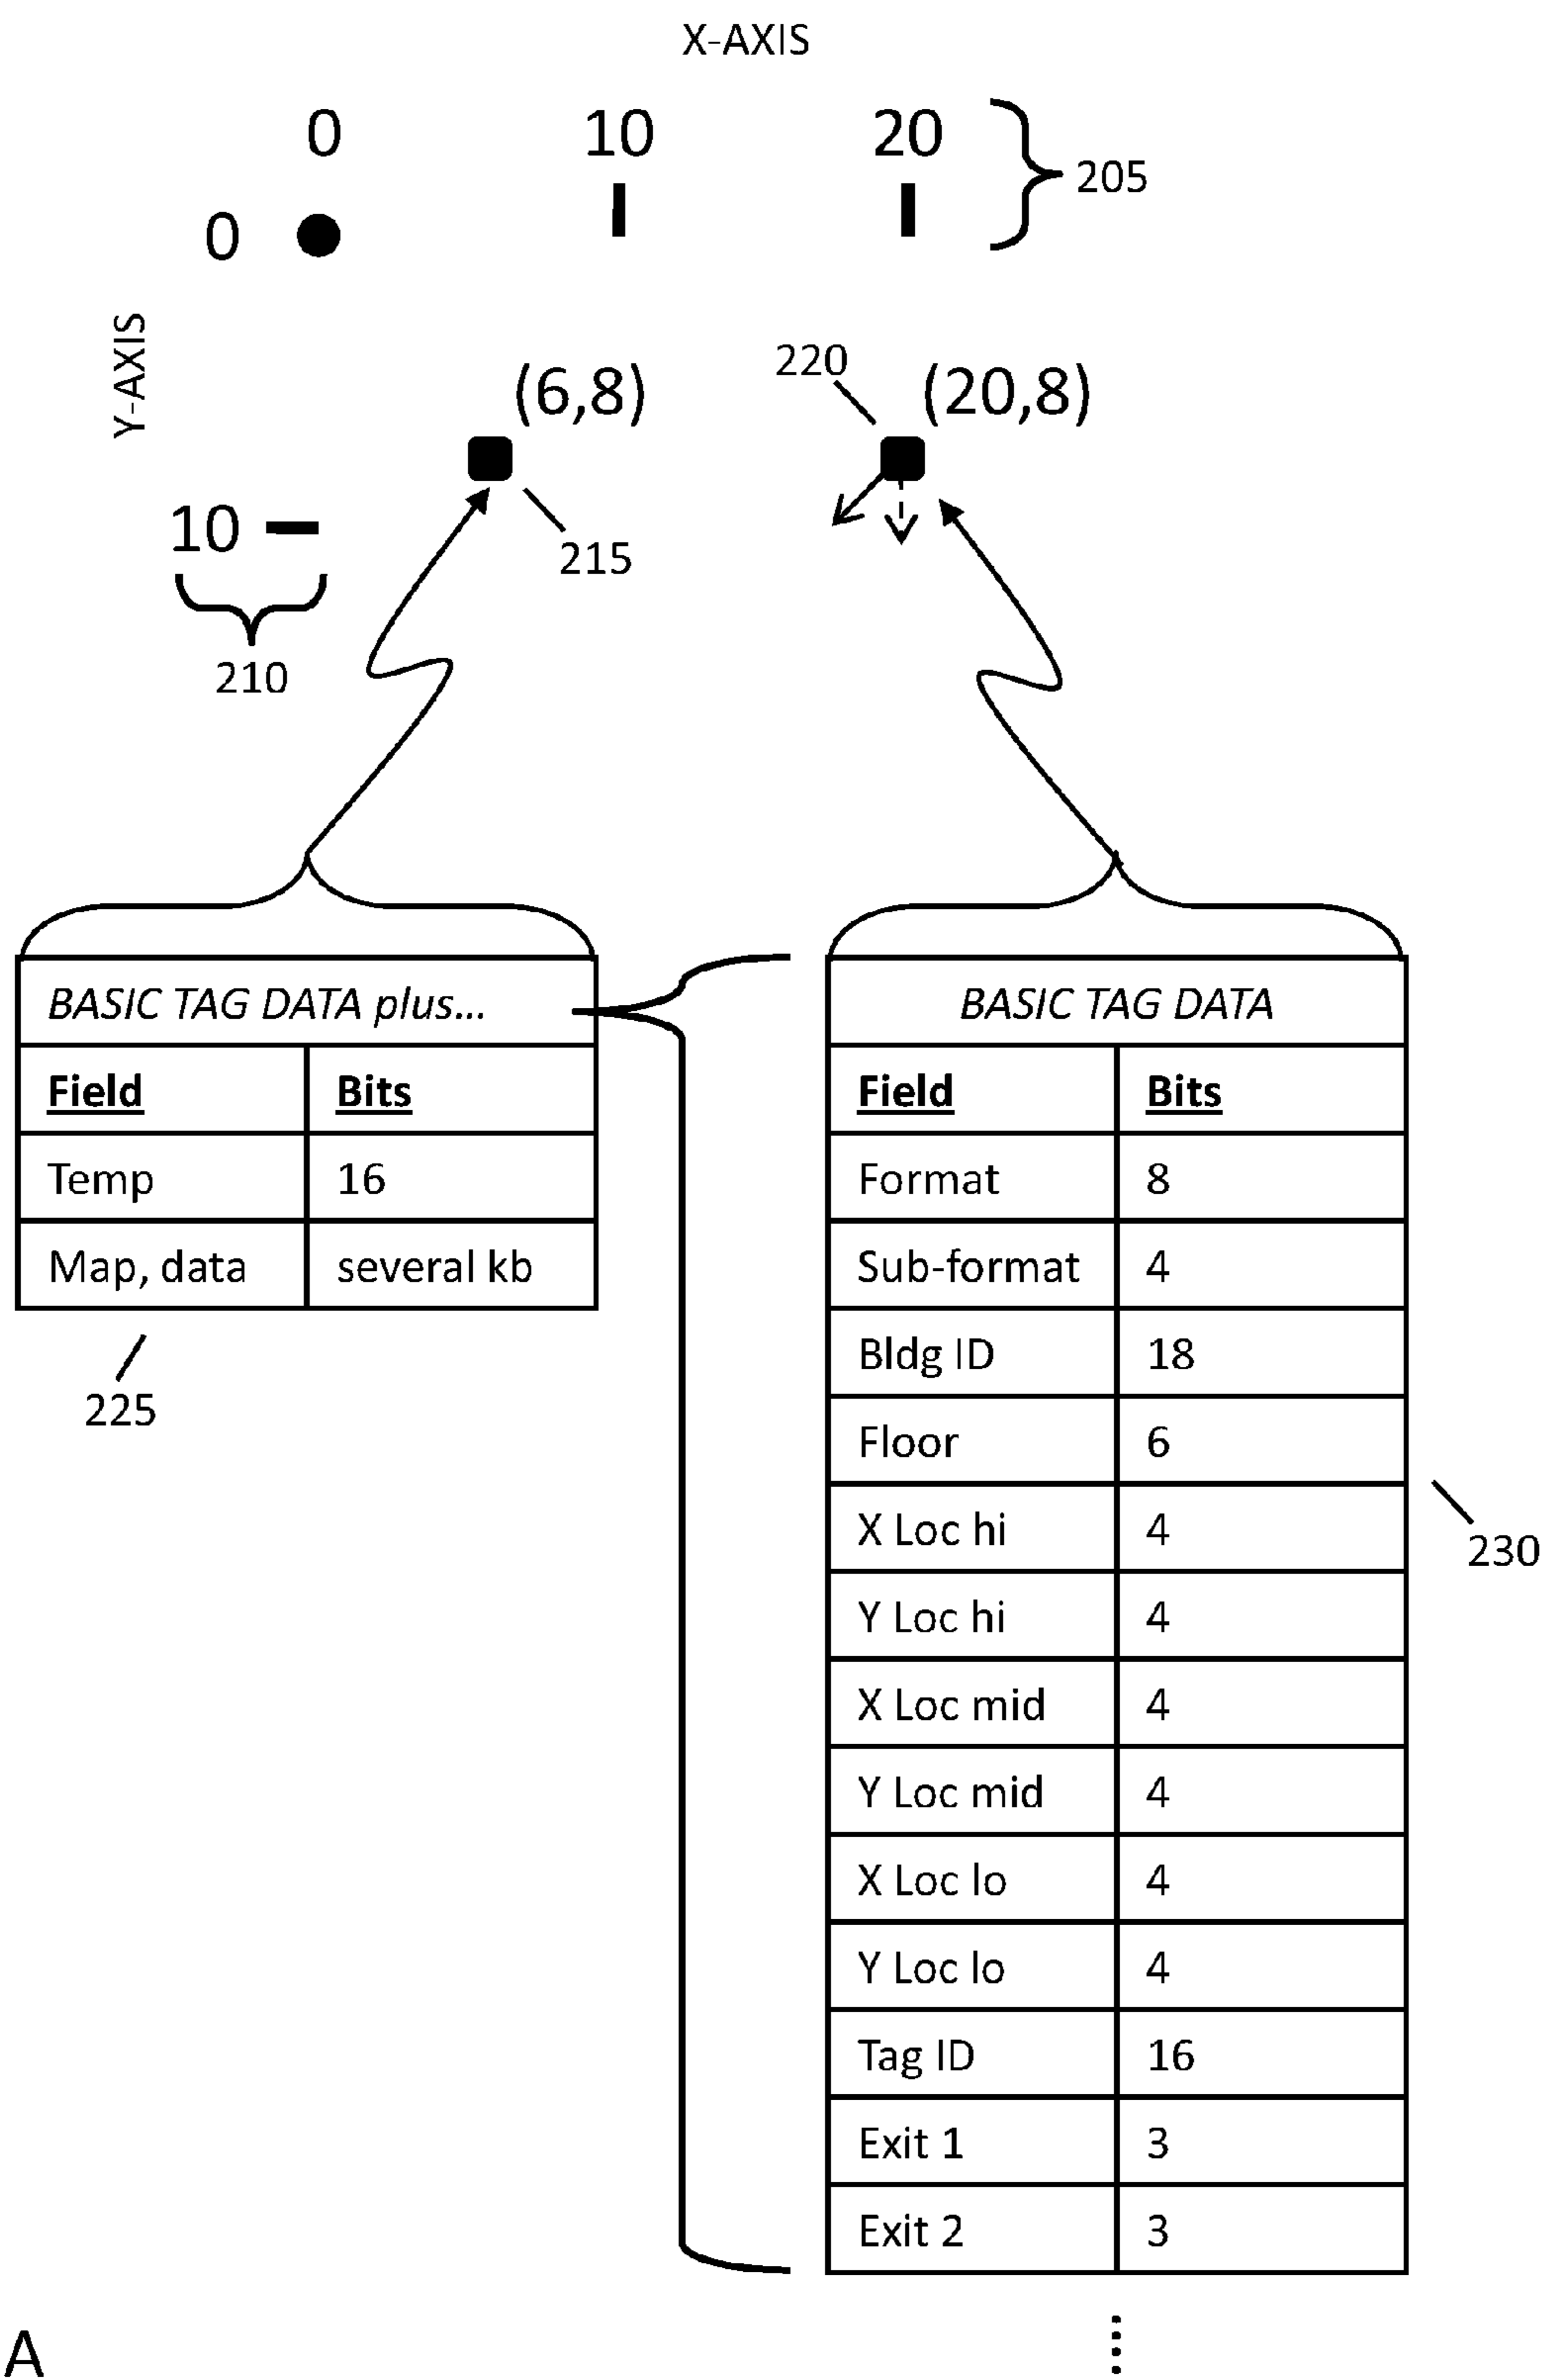 X-AXIS
0 10 20
205
0
Y-AXIS
220
(6,8) (20,8)
10
215
210
BASIC TAG DATA plus...
Field Bits
Temp 16
Map, data several kb
225
BASIC TAG DATA
Field Bits
Format 8
Sub-format 4
Bldg ID 18
Floor 6
X Loc hi 4
Y Loc hi 4
X Loc mid 4
Y Loc mid 4
X Loc lo 4
Y Loc lo 4
Tag ID 16
Exit 1 3
Exit 2 3
230
A